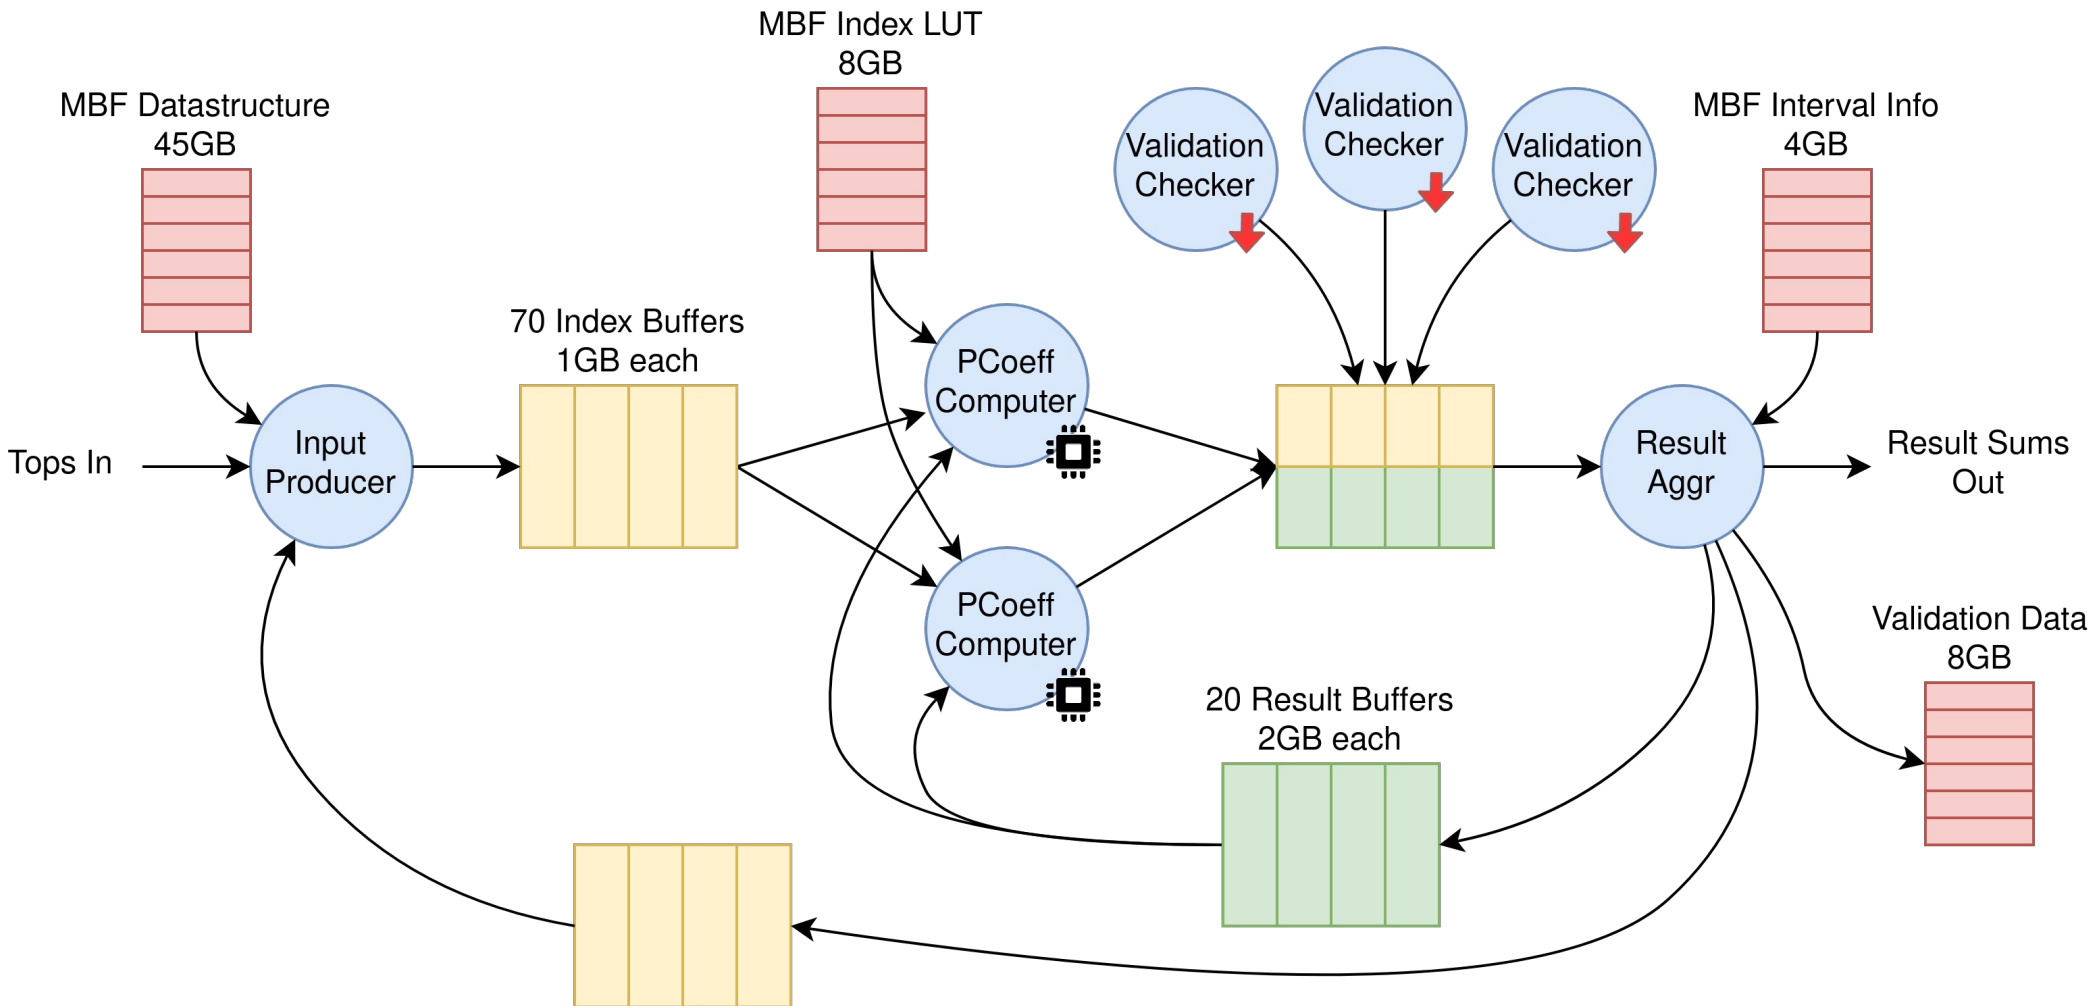 MBF Index LUT
8GB
MBF Datastructure
45GB
Validation
Checker
Validation
Checker
Validation
Checker
MBF Interval Info
4GB
70 Index Buffers
1GB each
PCoeff
Computer
Tops In
Input
Producer
Result
Aggr
Result Sums
Out
PCoeff
Computer
20 Result Buffers
2GB each
Validation Data
8GB